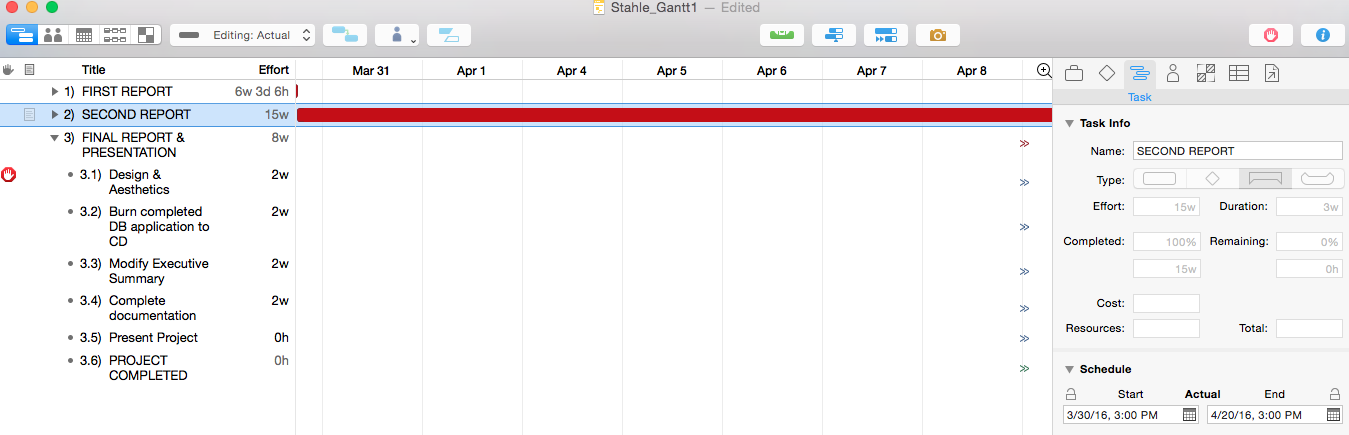 Stahle_Gantt1 — Edited
Editing: Actual
Title Effort Mar 31 Apr 1 Apr 4 Apr 5 Apr 6 Apr 7 Apr 8
Task
1) FIRST REPORT 6w 3d 6h
2) SECOND REPORT 15w
3) FINAL REPORT & 8w
PRESENTATION
3.1) Design & 2w
Aesthetics
3.2) Burn completed 2w
DB application to
CD
3.3) Modify Executive 2w
Summary
3.4) Complete 2w
documentation
3.5) Present Project 0h
3.6) PROJECT 0h
COMPLETED
Task Info
Name: SECOND REPORT
Type:
Effort: 15w Duration: 3w
Completed: 100% Remaining: 0%
15w 0h
Cost:
Resources: Total:
Schedule
Start Actual End
3/30/16, 3:00 PM 4/20/16, 3:00 PM